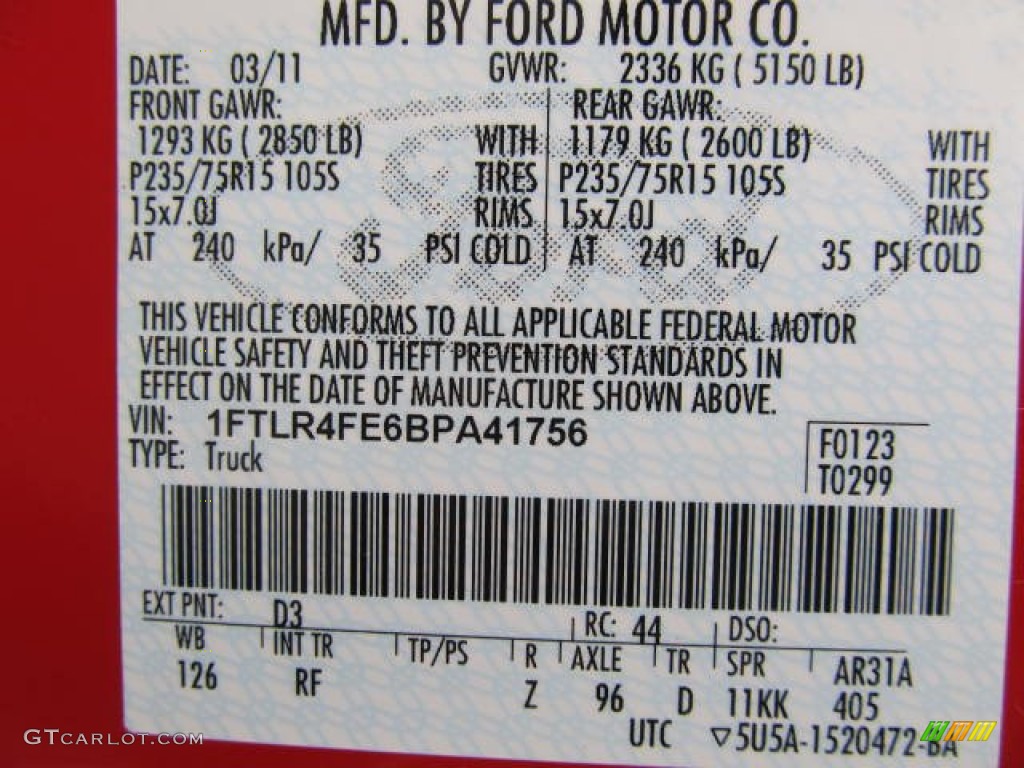 MFD. BY FORD MOTOR CO.
DATE: 03/11 GVWR: 2336 KG ( 5150 LB)
FRONT GAWR: REAR GAWR:
1293 KG ( 2850 LB) WITH 1179 KG ( 2600 LB) WITH
P235/75R15 105S TIRES P235/75R15 105S TIRES
15x7.0J RIMS 15x7.0J RIMS
AT 240 kPa/ 35 PSI COLD AT 240 kPa/ 35 PSI COLD
THIS VEHICLE CONFORMS TO ALL APPLICABLE FEDERAL MOTOR
VEHICLE SAFETY AND THEFT PREVENTION STANDARDS IN
EFFECT ON THE DATE OF MANUFACTURE SHOWN ABOVE.
VIN: 1FTLR4FE6BPA41756
TYPE: Truck
F0123
T0299
EXT PNT: D3 RC: 44 DSO:
WB INT TR TP/PS R AXLE TR SPR AR31A
126 RF Z 96 D 11KK 405
UTC ▽5U5A-1520472-BA
GTCARLOT.COM